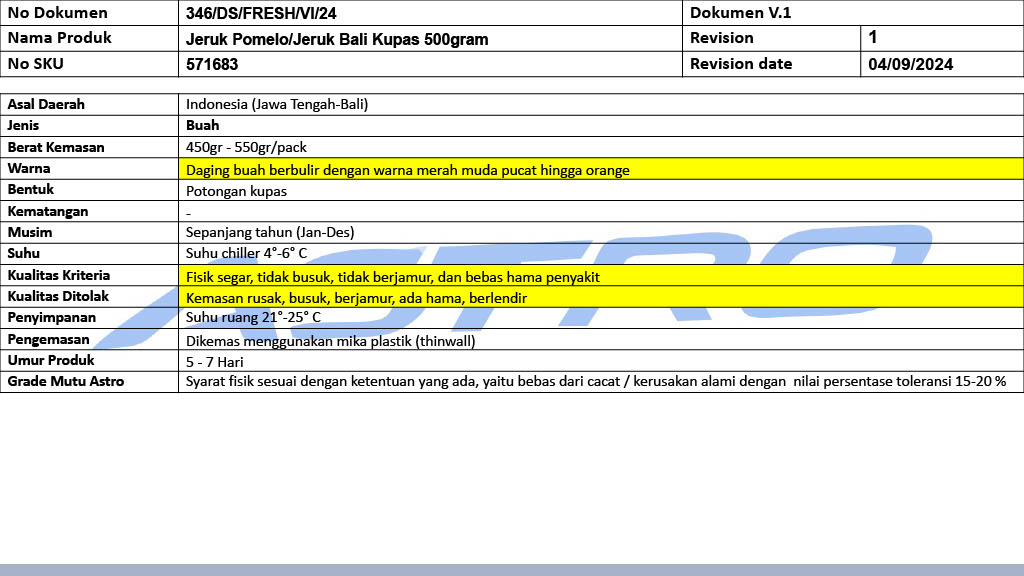 No Dokumen 346/DS/FRESH/VI/24 Dokumen V.1
Nama Produk Jeruk Pomelo/Jeruk Bali Kupas 500gram Revision 1
No SKU 571683 Revision date 04/09/2024
Asal Daerah Indonesia (Jawa Tengah-Bali)
Jenis Buah
Berat Kemasan 450gr - 550gr/pack
Warna Daging buah berbulir dengan warna merah muda pucat hingga orange
Bentuk Potongan kupas
Kematangan -
Musim Sepanjang tahun (Jan-Des)
Suhu Suhu chiller 4°-6° C
Kualitas Kriteria Fisik segar, tidak busuk, tidak berjamur, dan bebas hama penyakit
Kualitas Ditolak Kemasan rusak, busuk, berjamur, ada hama, berlendir
Penyimpanan Suhu ruang 21°-25° C
Pengemasan Dikemas menggunakan mika plastik (thinwall)
Umur Produk 5 - 7 Hari
Grade Mutu Astro Syarat fisik sesuai dengan ketentuan yang ada, yaitu bebas dari cacat / kerusakan alami dengan  nilai persentase toleransi 15-20 %
ASTRO